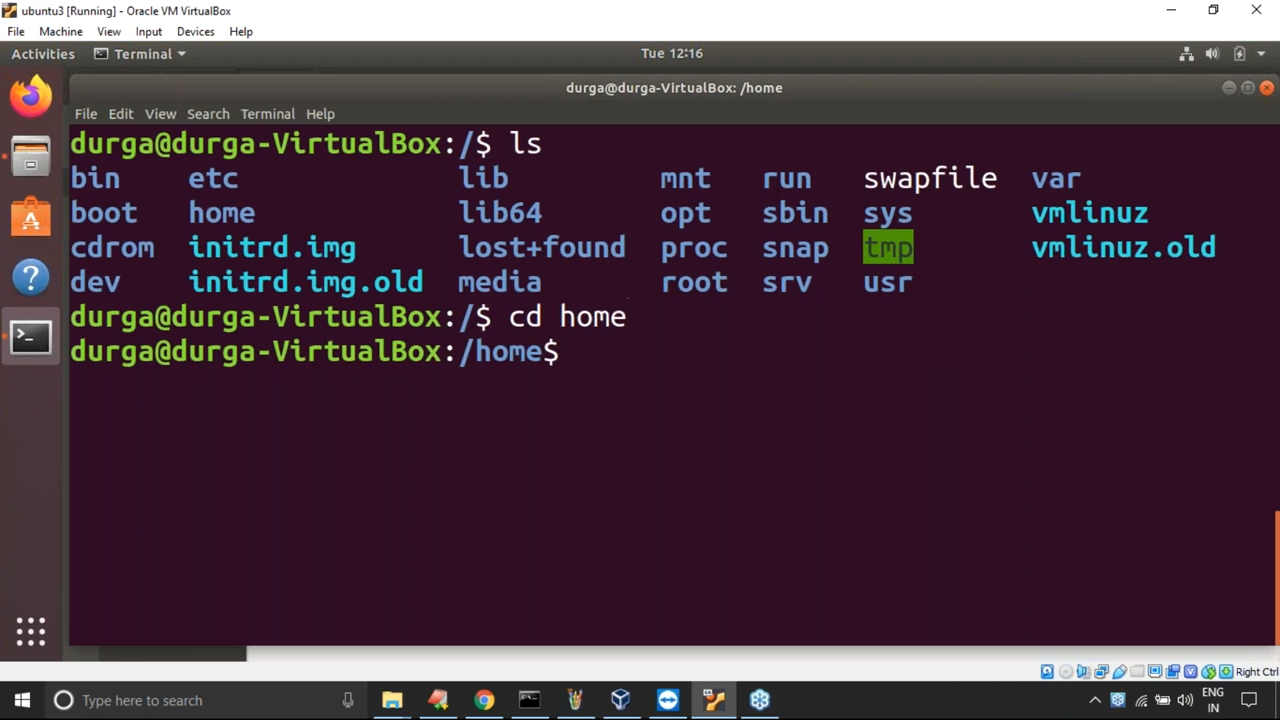 ubuntu3 [Running] - Oracle VM VirtualBox
File Machine View Input Devices Help
Activities Terminal Tue 12:16
durga@durga-VirtualBox: /home
File Edit View Search Terminal Help
durga@durga-VirtualBox:/$ ls
bin etc lib mnt run swapfile var
boot home lib64 opt sbin sys vmlinuz
cdrom initrd.img lost+found proc snap tmp vmlinuz.old
dev initrd.img.old media root srv usr
durga@durga-VirtualBox:/$ cd home
durga@durga-VirtualBox:/home$
Right Ctrl
Type here to search
ENG
IN